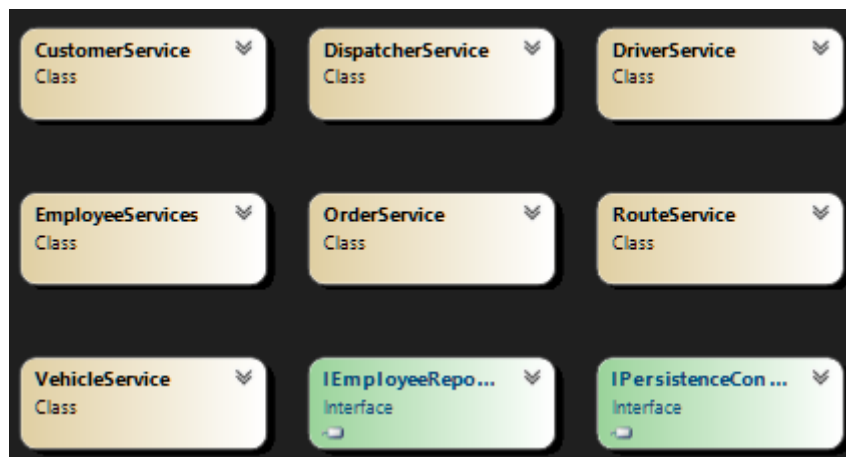 CustomerService
Class
DispatcherService
Class
DriverService
Class
EmployeeServices
Class
OrderService
Class
RouteService
Class
VehicleService
Class
IEmployeeRepo...
Interface
IPersistenceCon...
Interface